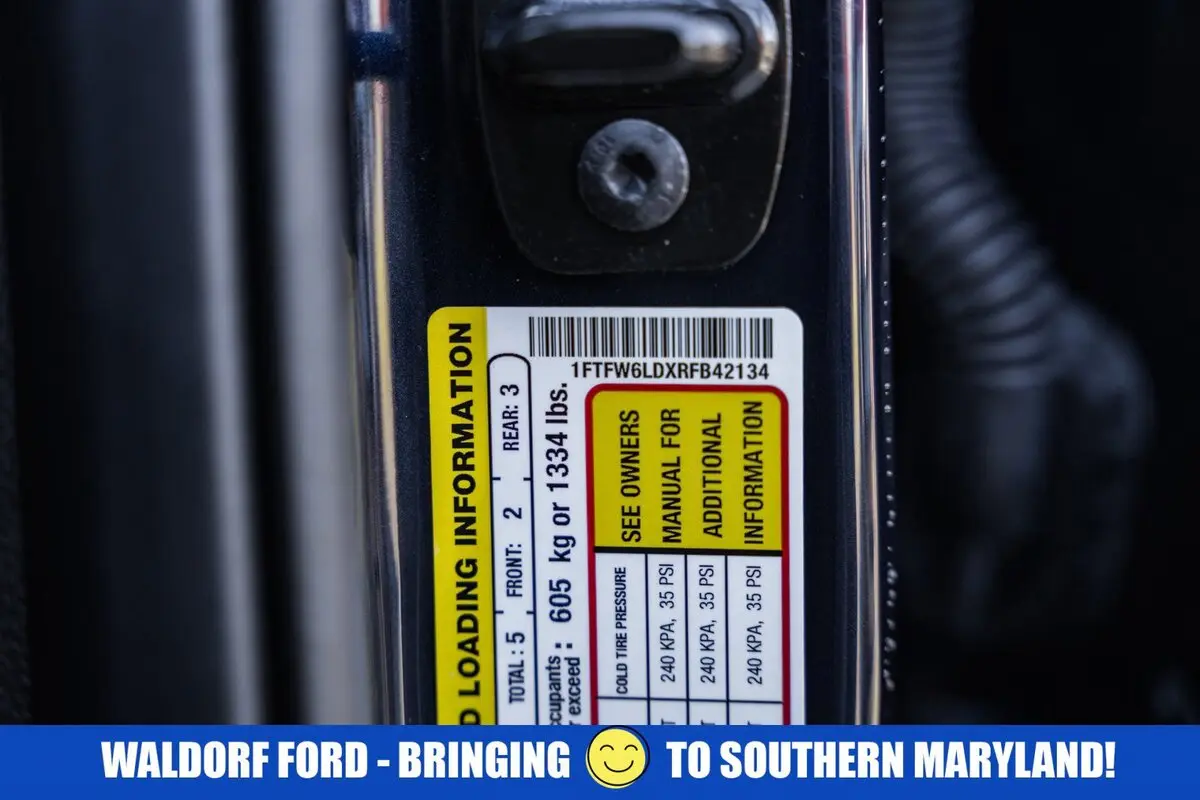 1FTFW6LDXRFB42134
LOADING INFORMATION
TOTAL : 5 FRONT: 2 REAR: 3
exceed : 605 kg or 1334 lbs.
COLD TIRE PRESSURE
240 KPA, 35 PSI
240 KPA, 35 PSI
240 KPA, 35 PSI
SEE OWNERS
MANUAL FOR
ADDITIONAL
INFORMATION
WALDORF FORD - BRINGING TO SOUTHERN MARYLAND!